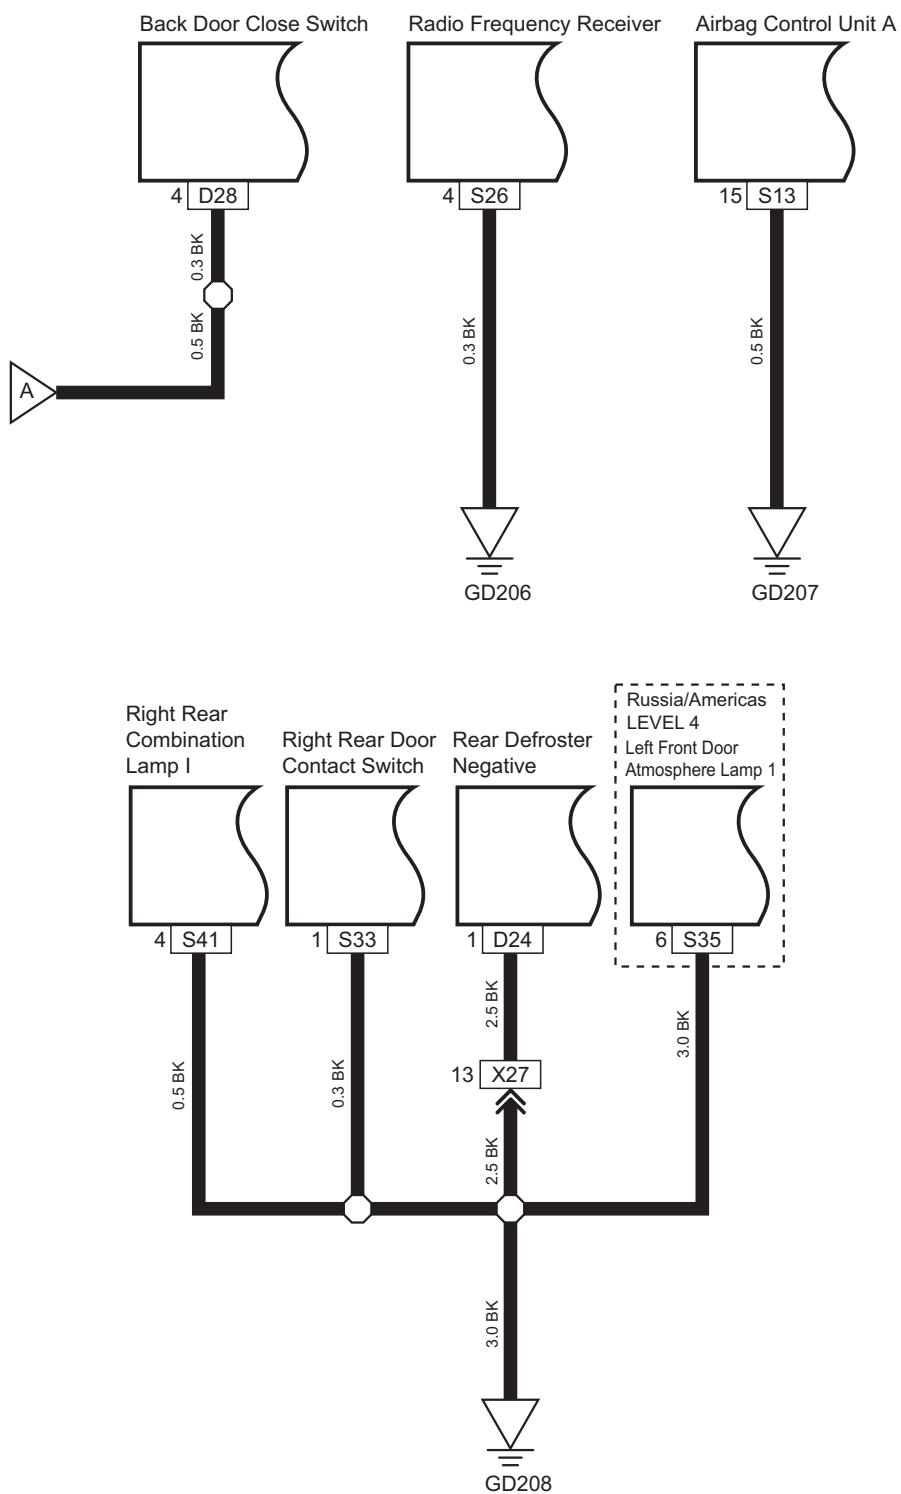 Back Door Close Switch
Radio Frequency Receiver
Airbag Control Unit A
4 D28
4 S26
15 S13
0.3 BK
0.5 BK
0.3 BK
0.5 BK
A
GD206
GD207
Right Rear
Combination
Lamp I
Right Rear Door
Contact Switch
Rear Defroster
Negative
Russia/Americas
LEVEL 4
Left Front Door
Atmosphere Lamp 1
4 S41
1 S33
1 D24
6 S35
0.5 BK
0.3 BK
2.5 BK
3.0 BK
13 X27
2.5 BK
3.0 BK
GD208